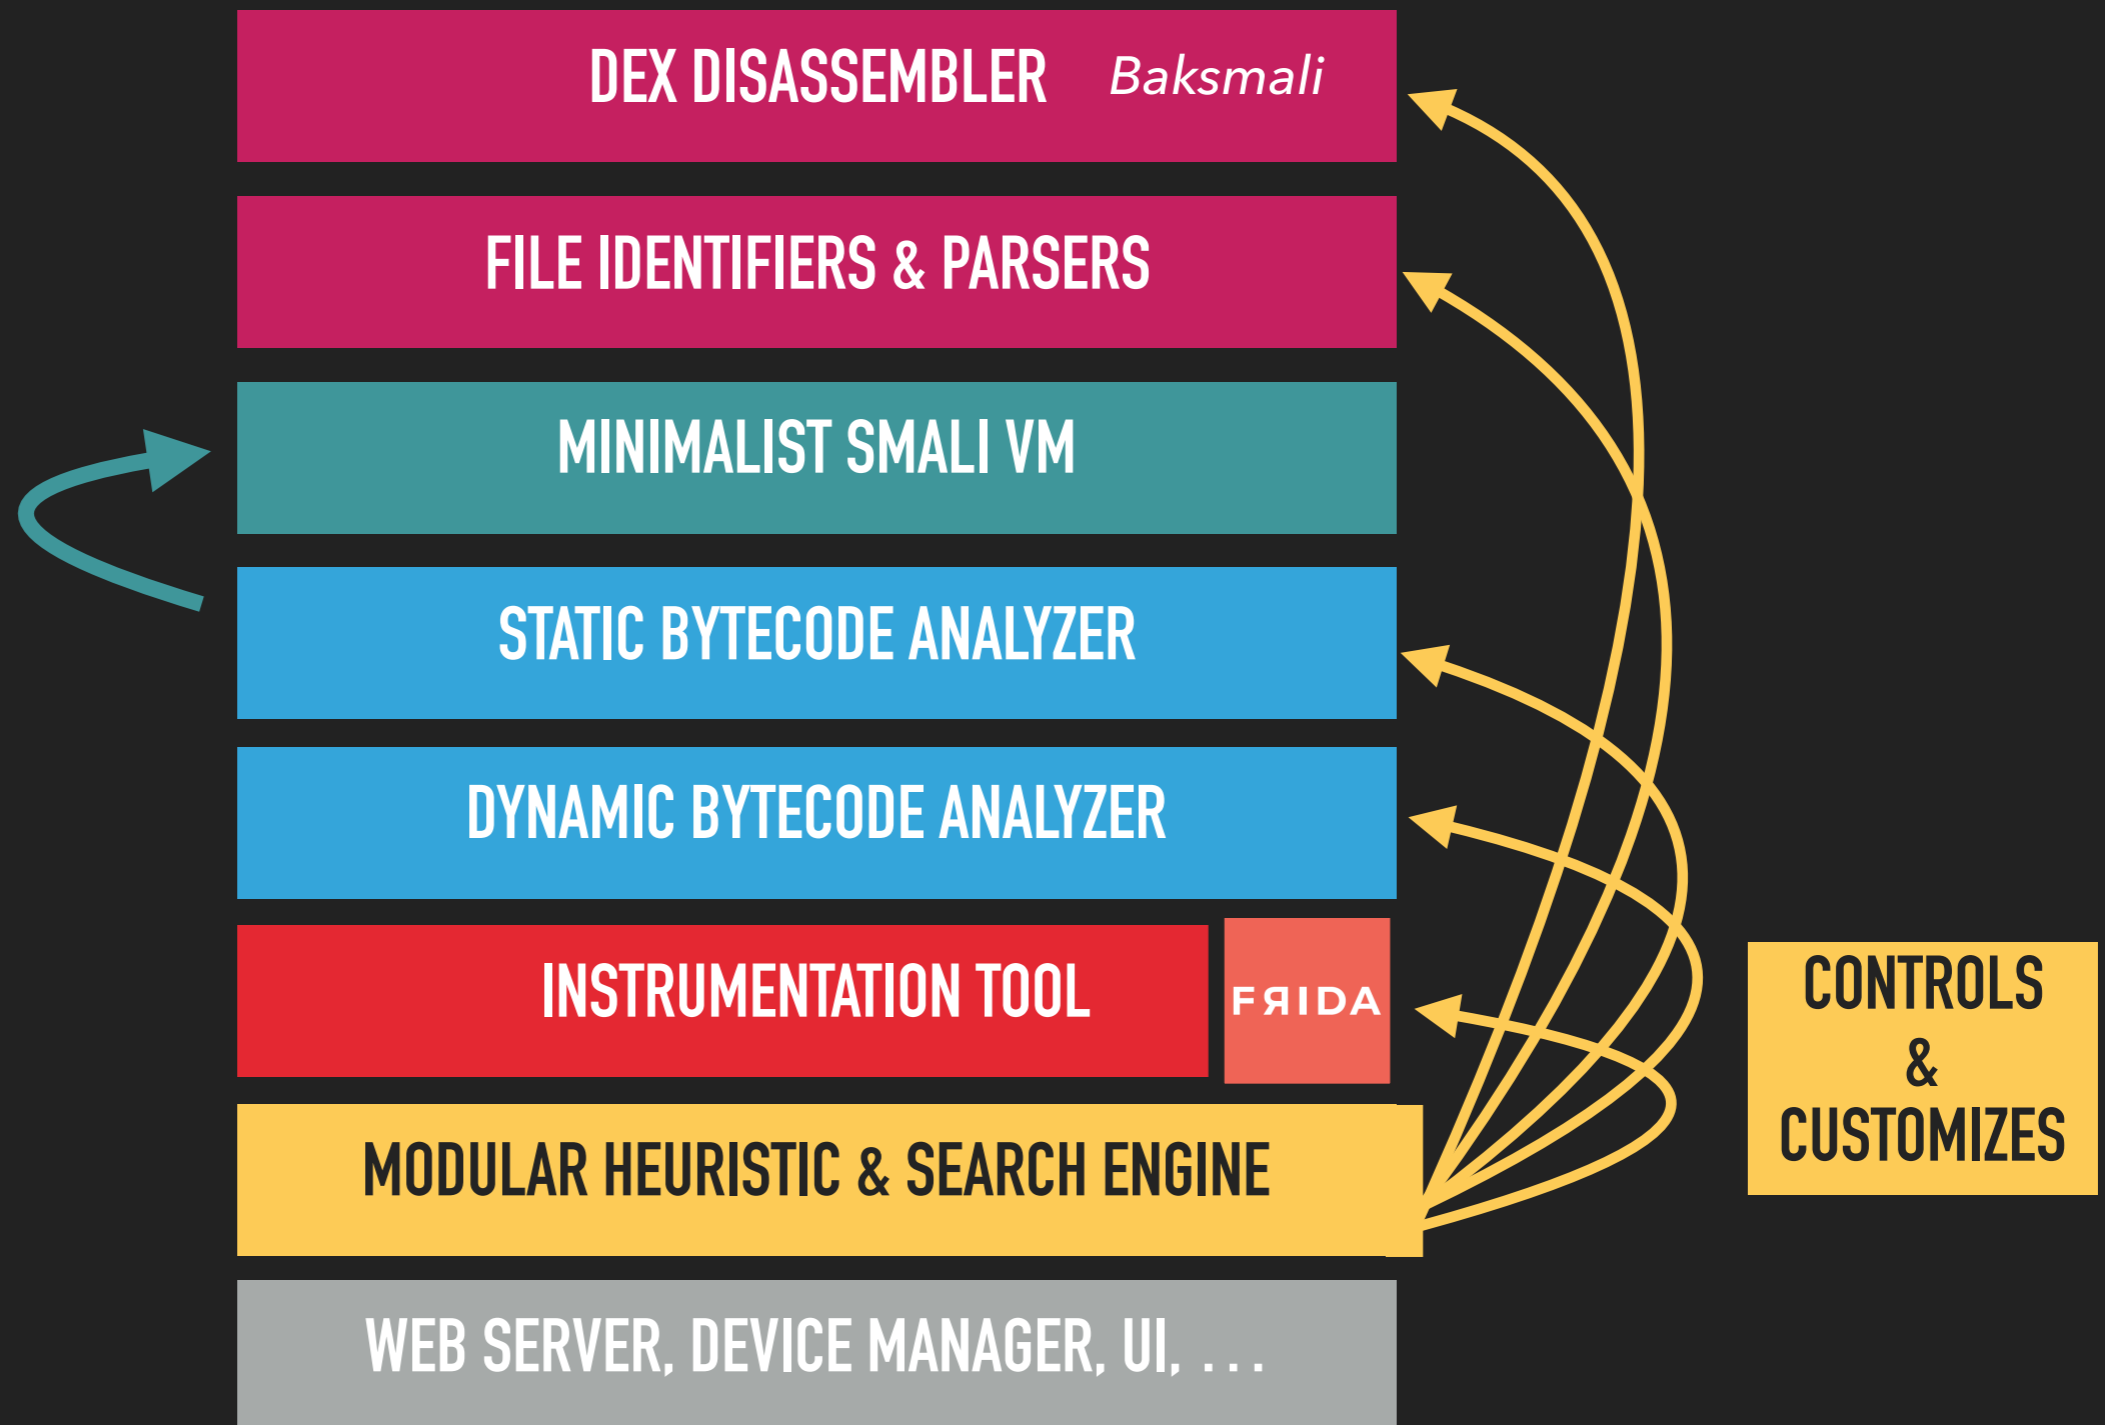 DEX DISASSEMBLER Baksmali
FILE IDENTIFIERS & PARSERS
MINIMALIST SMALI VM
STATIC BYTECODE ANALYZER
DYNAMIC BYTECODE ANALYZER
INSTRUMENTATION TOOL
FЯIDA
MODULAR HEURISTIC & SEARCH ENGINE
WEB SERVER, DEVICE MANAGER, UI, ...
CONTROLS
&
CUSTOMIZES